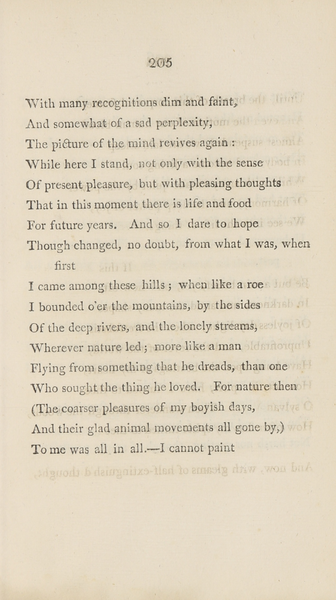 205
With many recognitions dim and faint,
And somewhat of a sad perplexity,
The picture of the mind revives again:
While here I stand, not only with the sense
Of present pleasure, but with pleasing thoughts
That in this moment there is life and food
For future years. And so I dare to hope
Though changed, no doubt, from what I was, when
first
I came among these hills; when like a roe
I bounded o'er the mountains, by the sides
Of the deep rivers, and the lonely streams,
Wherever nature led; more like a man
Flying from something that he dreads, than one
Who sought the thing he loved. For nature then
(The coarser pleasures of my boyish days,
And their glad animal movements all gone by,)
To me was all in all.—I cannot paint